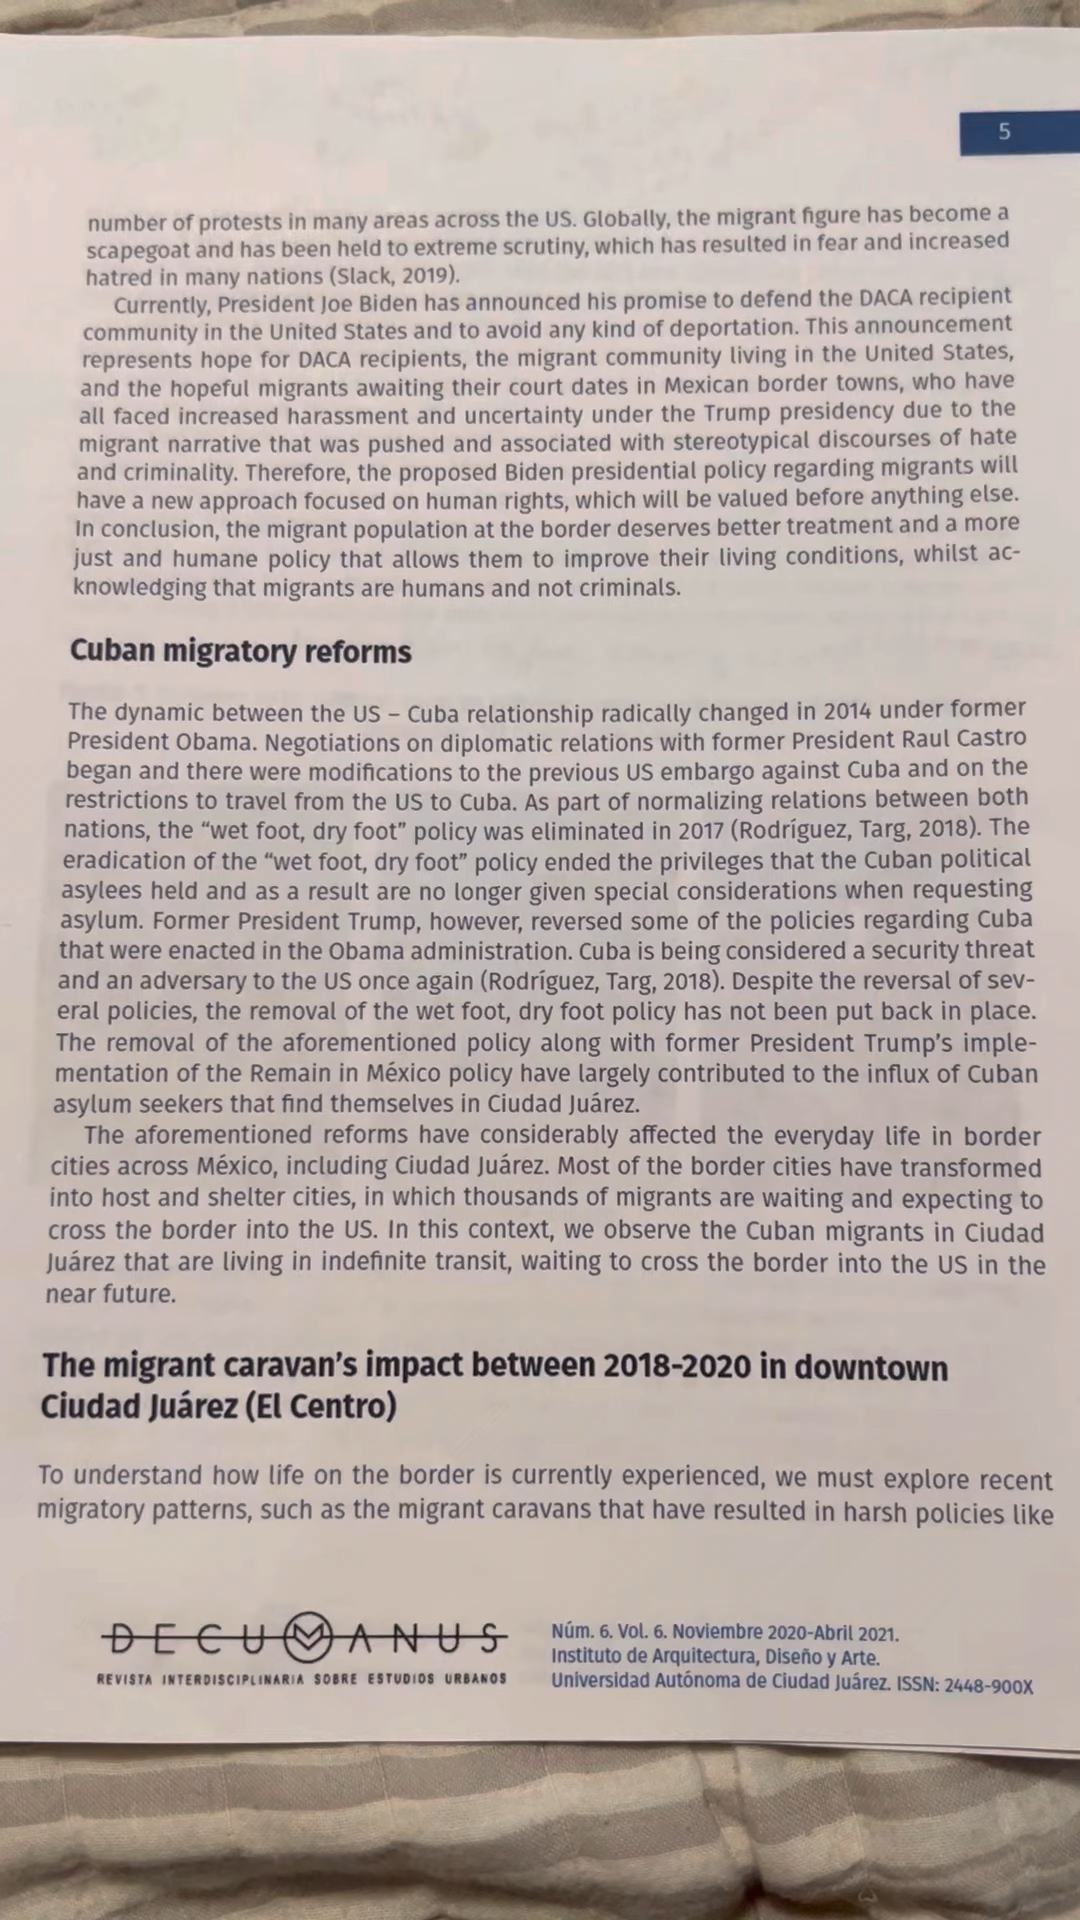 5
number of protests in many areas across the US. Globally, the migrant figure has become a
scapegoat and has been held to extreme scrutiny, which has resulted in fear and increased
hatred in many nations (Slack, 2019).
Currently, President Joe Biden has announced his promise to defend the DACA recipient
community in the United States and to avoid any kind of deportation. This announcement
represents hope for DACA recipients, the migrant community living in the United States,
and the hopeful migrants awaiting their court dates in Mexican border towns, who have
all faced increased harassment and uncertainty under the Trump presidency due to the
migrant narrative that was pushed and associated with stereotypical discourses of hate
and criminality. Therefore, the proposed Biden presidential policy regarding migrants will
have a new approach focused on human rights, which will be valued before anything else.
In conclusion, the migrant population at the border deserves better treatment and a more
just and humane policy that allows them to improve their living conditions, whilst ac-
knowledging that migrants are humans and not criminals.
Cuban migratory reforms
The dynamic between the US – Cuba relationship radically changed in 2014 under former
President Obama. Negotiations on diplomatic relations with former President Raul Castro
began and there were modifications to the previous US embargo against Cuba and on the
restrictions to travel from the US to Cuba. As part of normalizing relations between both
nations, the “wet foot, dry foot” policy was eliminated in 2017 (Rodríguez, Targ, 2018). The
eradication of the “wet foot, dry foot” policy ended the privileges that the Cuban political
asylees held and as a result are no longer given special considerations when requesting
asylum. Former President Trump, however, reversed some of the policies regarding Cuba
that were enacted in the Obama administration. Cuba is being considered a security threat
and an adversary to the US once again (Rodríguez, Targ, 2018). Despite the reversal of sev-
eral policies, the removal of the wet foot, dry foot policy has not been put back in place.
The removal of the aforementioned policy along with former President Trump’s imple-
mentation of the Remain in México policy have largely contributed to the influx of Cuban
asylum seekers that find themselves in Ciudad Juárez.
The aforementioned reforms have considerably affected the everyday life in border
cities across México, including Ciudad Juárez. Most of the border cities have transformed
into host and shelter cities, in which thousands of migrants are waiting and expecting to
cross the border into the US. In this context, we observe the Cuban migrants in Ciudad
Juárez that are living in indefinite transit, waiting to cross the border into the US in the
near future.
The migrant caravan’s impact between 2018-2020 in downtown
Ciudad Juárez (El Centro)
To understand how life on the border is currently experienced, we must explore recent
migratory patterns, such as the migrant caravans that have resulted in harsh policies like
DECUMANUS
REVISTA INTERDISCIPLINARIA SOBRE ESTUDIOS URBANOS
Núm. 6. Vol. 6. Noviembre 2020-Abril 2021.
Instituto de Arquitectura, Diseño y Arte.
Universidad Autónoma de Ciudad Juárez. ISSN: 2448-900X